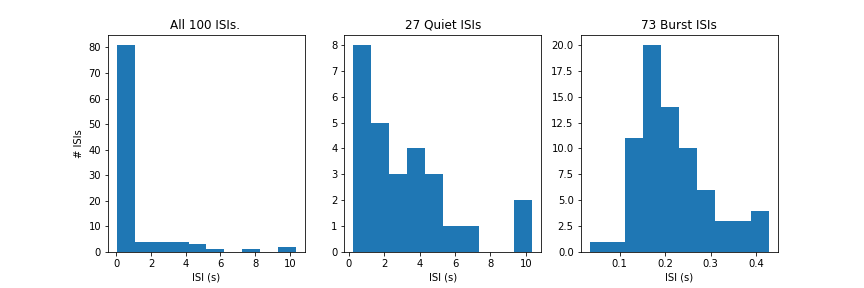 All 100 ISIs.
27 Quiet ISIs
73 Burst ISIs
# ISIs
80
70
60
50
40
30
20
10
0
0 2 4 6 8 10
ISI (s)
8
7
6
5
4
3
2
1
0
0 2 4 6 8 10
ISI (s)
20.0
17.5
15.0
12.5
10.0
7.5
5.0
2.5
0.0
0.1 0.2 0.3 0.4
ISI (s)